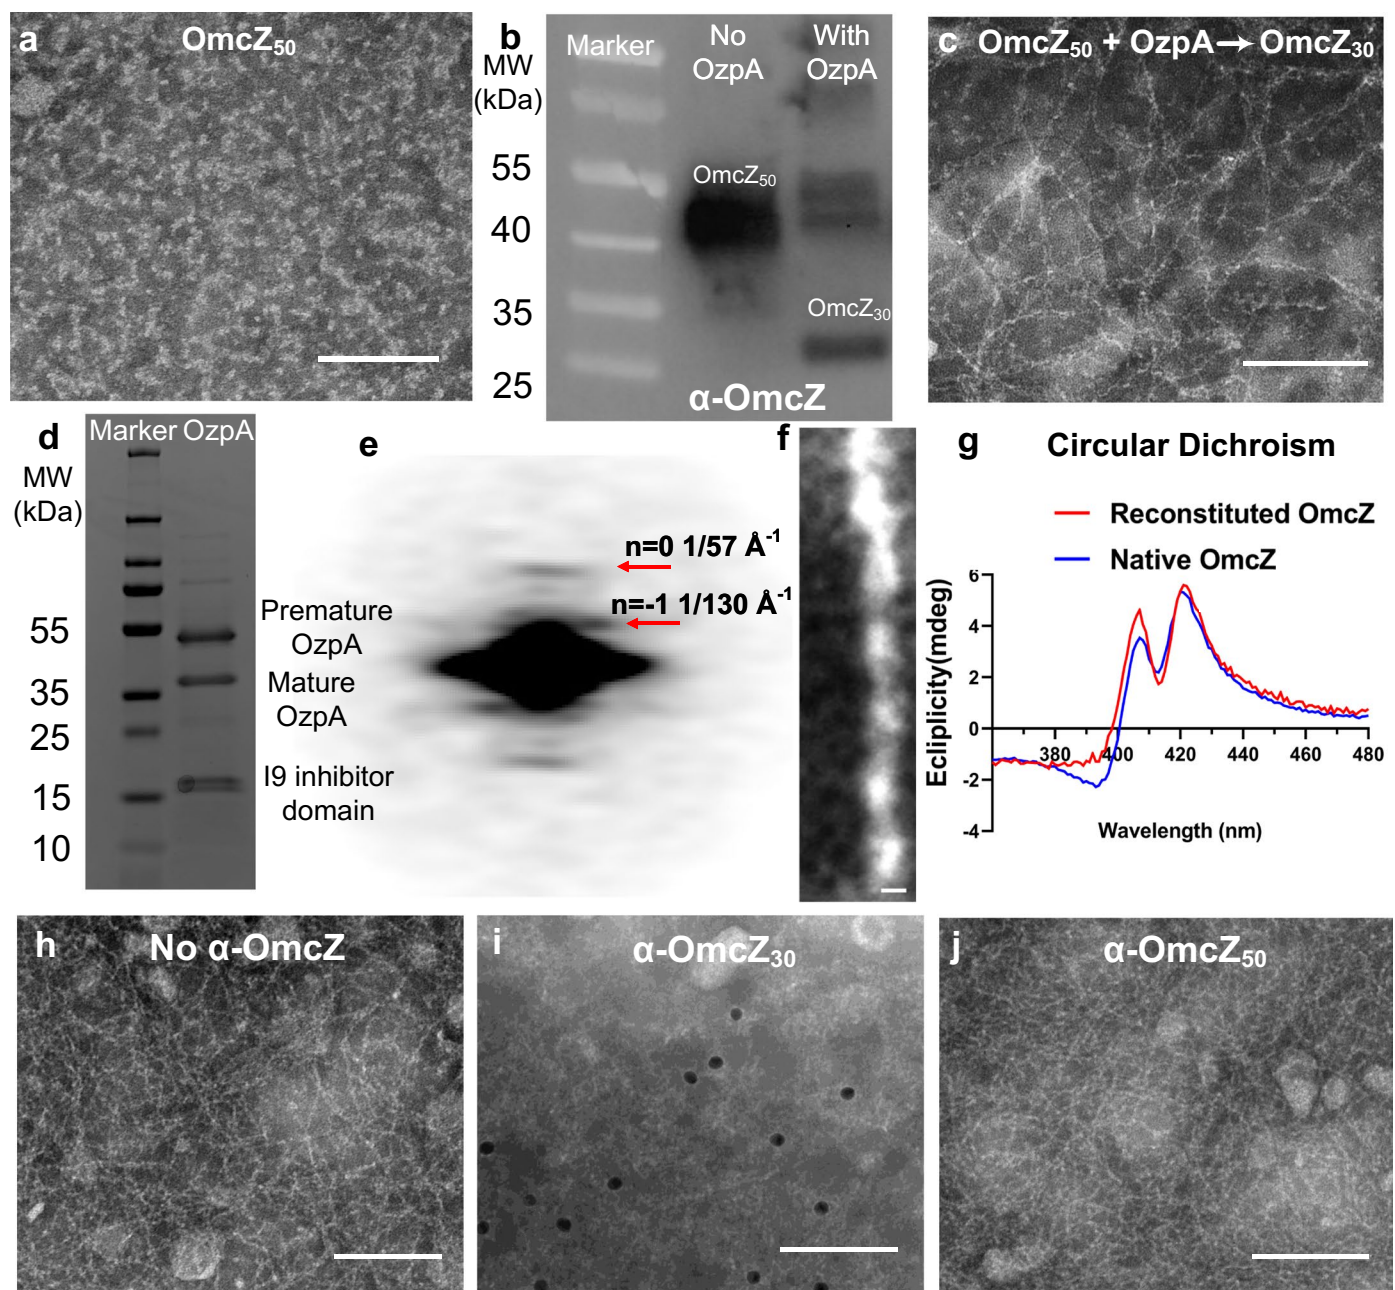 a
OmcZ₅₀
b
MW
(kDa)
Marker
No
OzpA
With
OzpA
55
40
35
25
OmcZ₅₀
OmcZ₃₀
α-OmcZ
c
OmcZ₅₀ + OzpA→ OmcZ₃₀
d
MW
(kDa)
Marker OzpA
55
35
25
15
10
Premature
OzpA
Mature
OzpA
I9 inhibitor
domain
e
n=0 1/57 Å⁻¹
n=-1 1/130 Å⁻¹
f
g
Circular Dichroism
Reconstituted OmcZ
Native OmcZ
Ecliplicity(mdeg)
6
4
2
0
-2
-4
380 400 420 440 460 480
Wavelength (nm)
h
No α-OmcZ
i
α-OmcZ₃₀
j
α-OmcZ₅₀